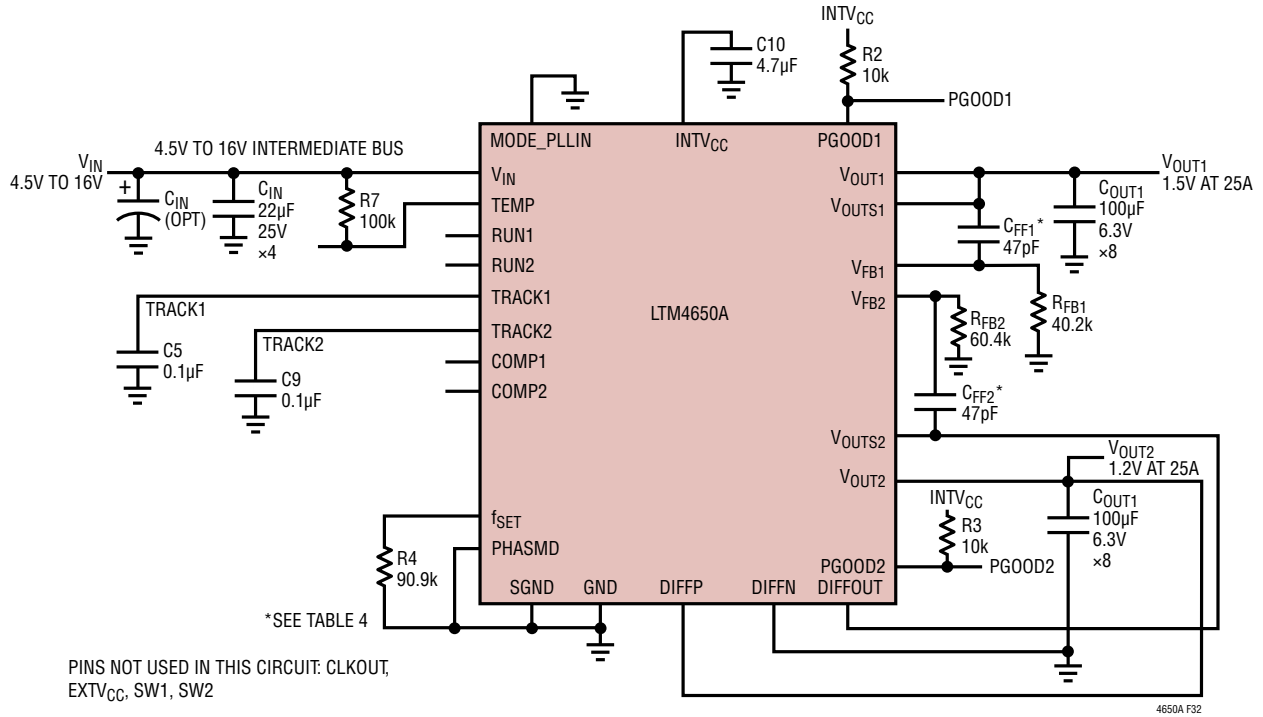 INTVCC
C10
4.7µF
R2
10k
PGOOD1
MODE_PLLIN
INTVCC
PGOOD1
4.5V TO 16V INTERMEDIATE BUS
VIN
4.5V TO 16V
+
CIN
(OPT)
CIN
22µF
25V
×4
R7
100k
VIN
TEMP
RUN1
RUN2
TRACK1
TRACK2
COMP1
COMP2
fSET
PHASMD
SGND
GND
DIFFP
DIFFN
DIFFOUT
LTM4650A
VOUT1
VOUTS1
VFB1
VFB2
VOUTS2
VOUT2
PGOOD2
VOUT1
1.5V AT 25A
COUT1
100µF
6.3V
×8
CFF1*
47pF
RFB1
40.2k
RFB2
60.4k
CFF2*
47pF
VOUT2
1.2V AT 25A
COUT1
100µF
6.3V
×8
INTVCC
R3
10k
PGOOD2
TRACK1
C5
0.1µF
TRACK2
C9
0.1µF
R4
90.9k
*SEE TABLE 4
PINS NOT USED IN THIS CIRCUIT: CLKOUT,
EXTVCC, SW1, SW2
4650A F32